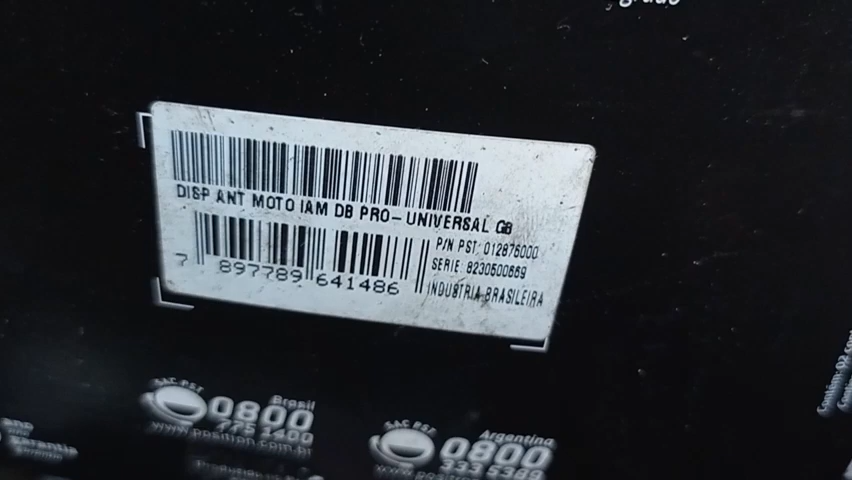 DISP ANT MOTO IAM DB PRO- UNIVERSAL GB
P/N PST: 012876000
SERIE: 8230500669
INDUSTRIA BRASILEIRA
7 897789 641486
SAC PST
Brasil
0800
775 1400
www.positron.com.br
SAC PST
Argentina
0800
333 5389